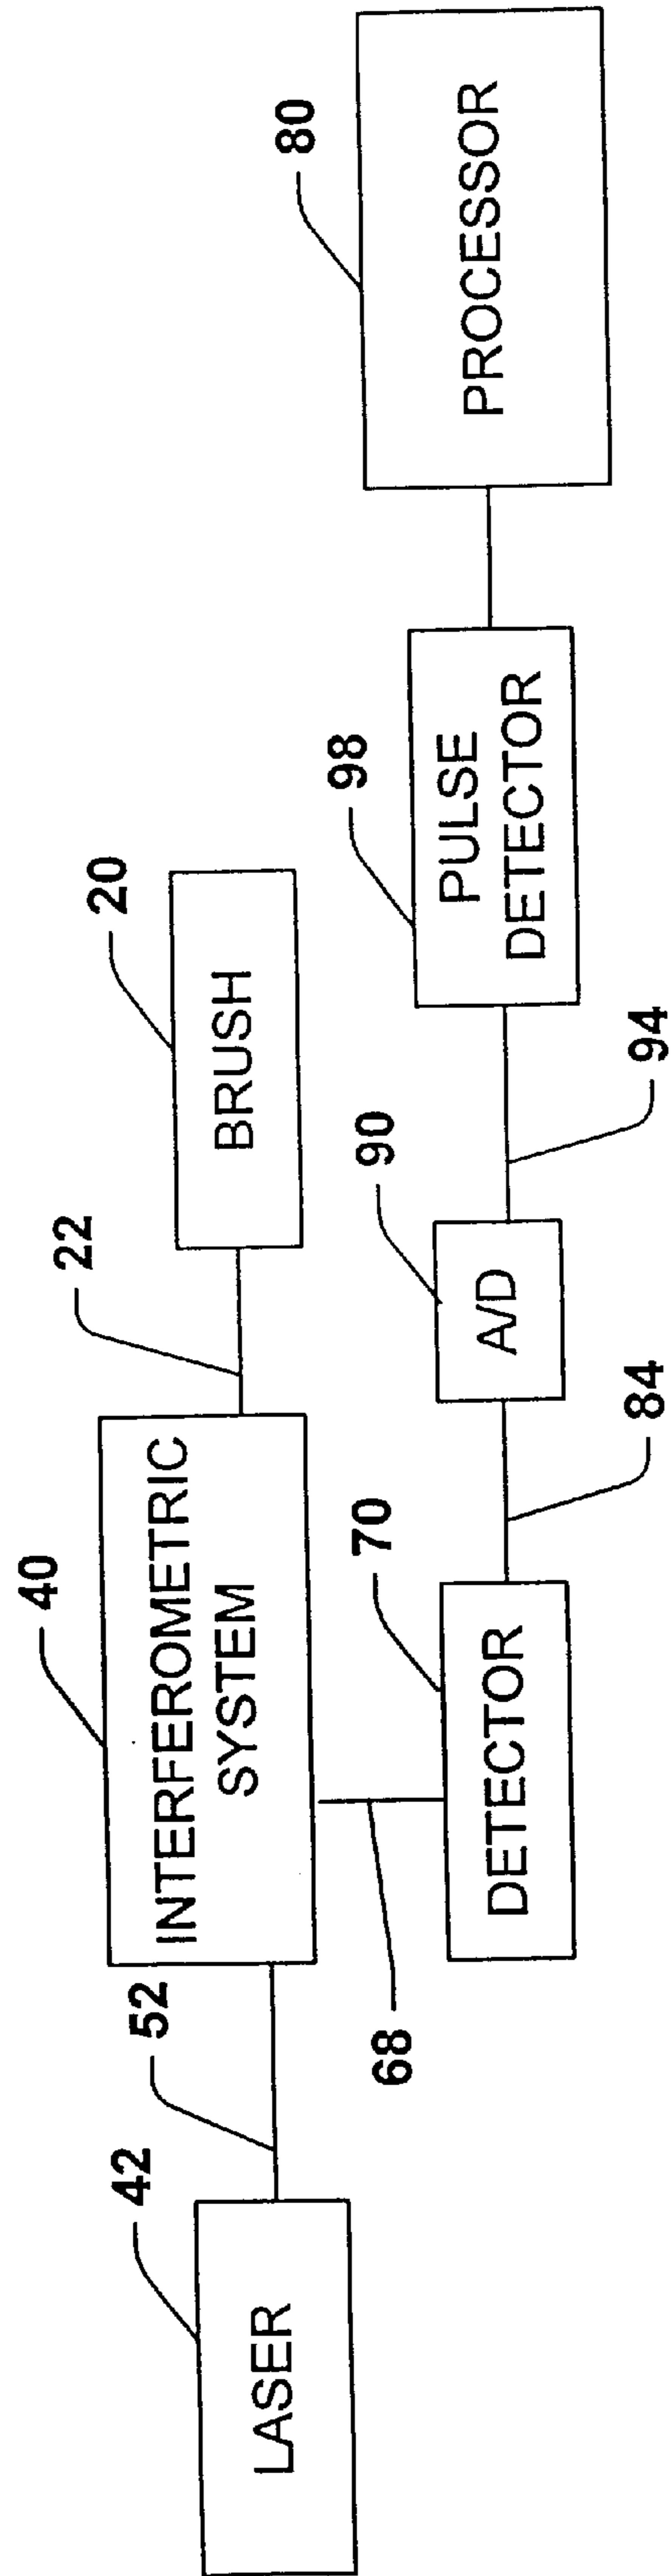 42
LASER
52
40
INTERFEROMETRIC
SYSTEM
22
20
BRUSH
68
70
DETECTOR
84
90
A/D
94
98
PULSE
DETECTOR
80
PROCESSOR